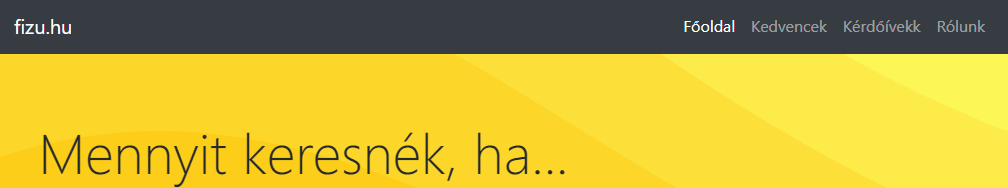 fizu.hu Főoldal Kedvencek Kérdőívekk Rólunk
Mennyit keresnék, ha...